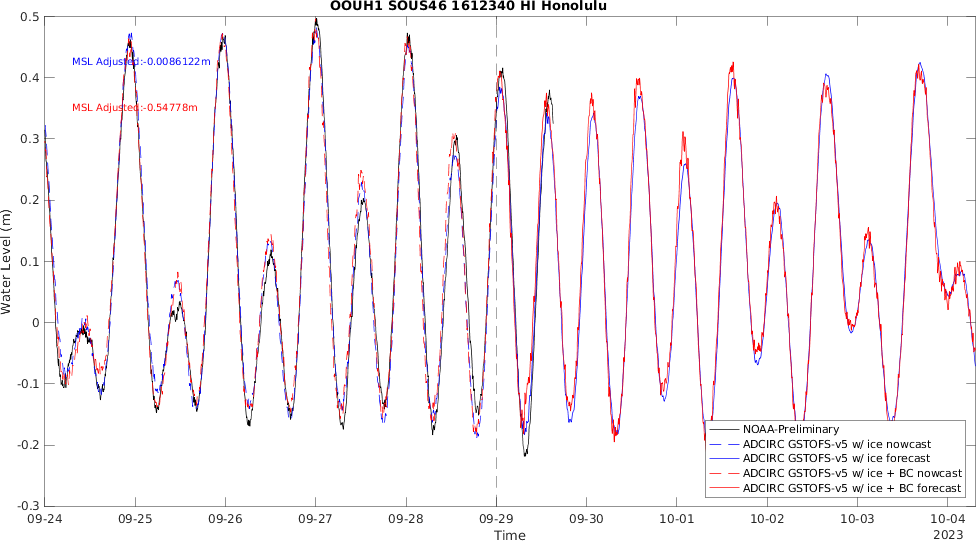 OOUH1 SOUS46 1612340 HI Honolulu
0.5
0.4
0.3
0.2
0.1
0
-0.1
-0.2
-0.3
Water Level (m)
MSL Adjusted:-0.0086122m
MSL Adjusted:-0.54778m
NOAA-Preliminary
ADCIRC GSTOFS-v5 w/ ice nowcast
ADCIRC GSTOFS-v5 w/ ice forecast
ADCIRC GSTOFS-v5 w/ ice + BC nowcast
ADCIRC GSTOFS-v5 w/ ice + BC forecast
09-24 09-25 09-26 09-27 09-28 09-29 09-30 10-01 10-02 10-03 10-04
Time
2023